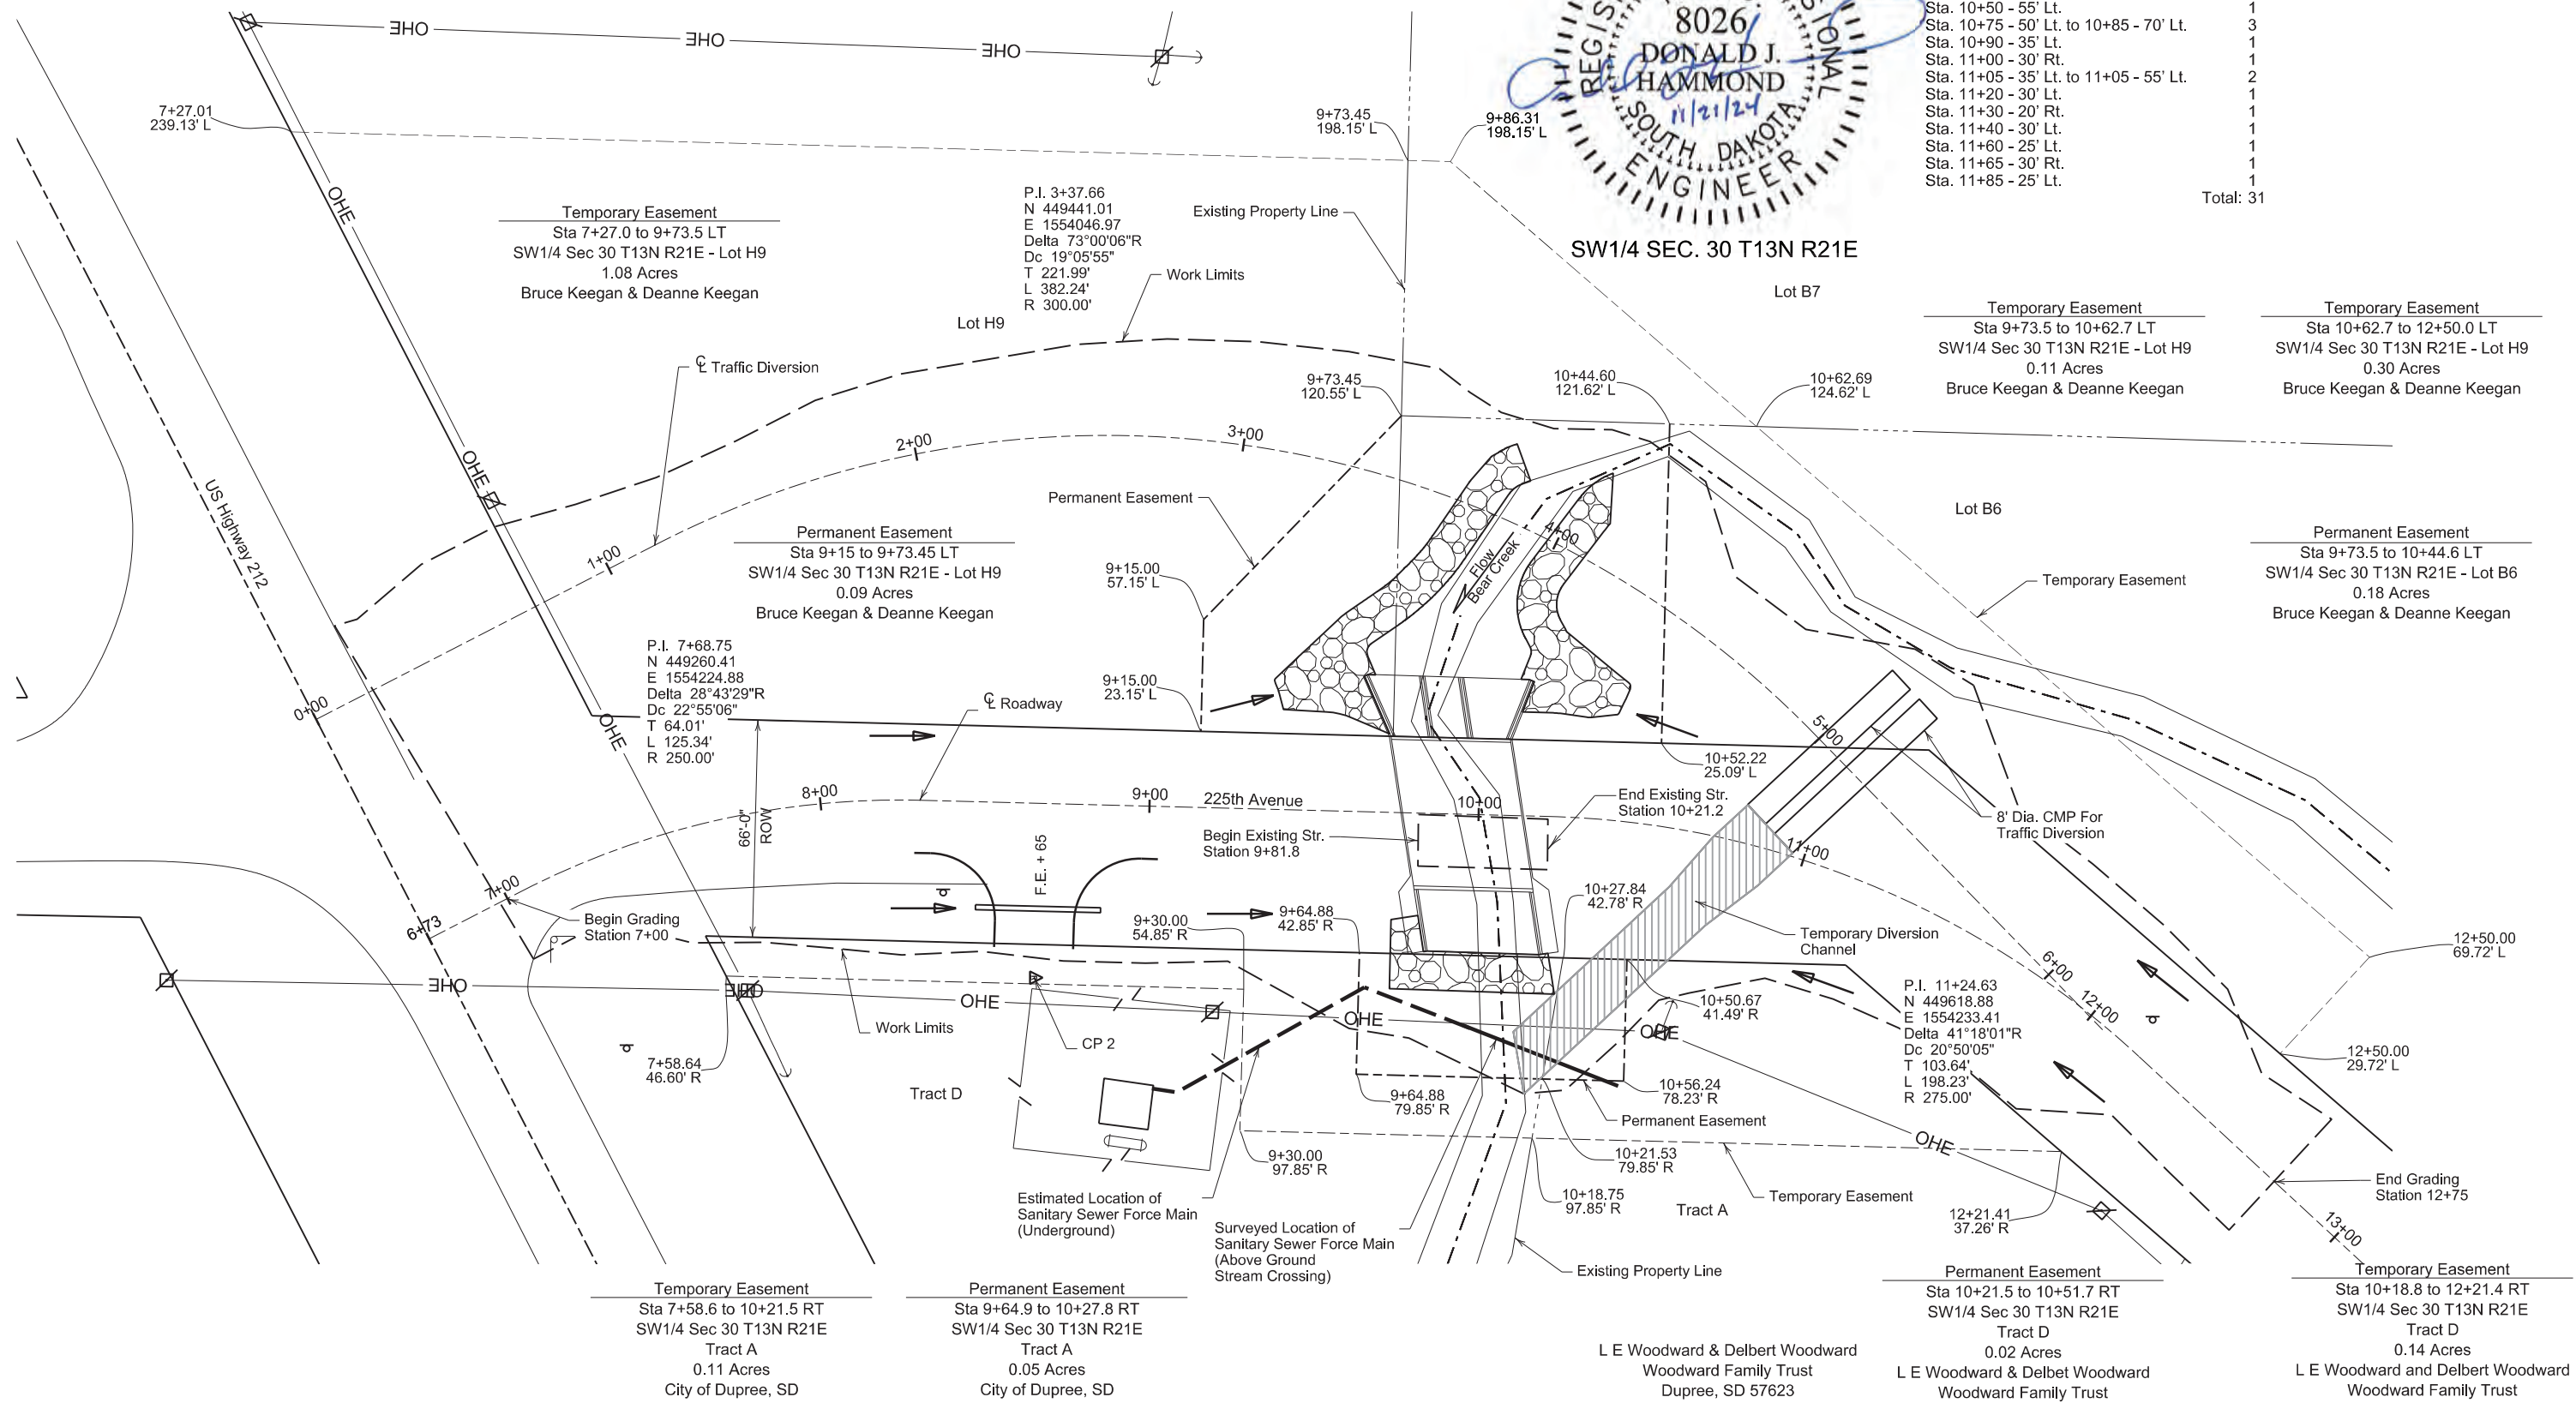 OHE
OHE
OHE
7+27.01
239.13' L
9+73.45
198.15' L
9+86.31
198.15' L
8026
DONALD J.
HAMMOND
11/21/24
SOUTH DAKOTA
ENGINEER
SW1/4 SEC. 30 T13N R21E
Sta. 10+50 - 55' Lt. 1
Sta. 10+75 - 50' Lt. to 10+85 - 70' Lt. 3
Sta. 10+90 - 35' Lt. 1
Sta. 11+00 - 30' Rt. 1
Sta. 11+05 - 35' Lt. to 11+05 - 55' Lt. 2
Sta. 11+20 - 30' Lt. 1
Sta. 11+30 - 20' Rt. 1
Sta. 11+40 - 30' Lt. 1
Sta. 11+60 - 25' Lt. 1
Sta. 11+65 - 30' Rt. 1
Sta. 11+85 - 25' Lt. 1
Total: 31
OHE
Temporary Easement
Sta 7+27.0 to 9+73.5 LT
SW1/4 Sec 30 T13N R21E - Lot H9
1.08 Acres
Bruce Keegan & Deanne Keegan
P.I. 3+37.66
N 449441.01
E 1554046.97
Delta 73°00'06"R
Dc 19°05'55"
T 221.99'
L 382.24'
R 300.00'
Existing Property Line
Work Limits
Lot H9
Lot B7
Temporary Easement
Sta 9+73.5 to 10+62.7 LT
SW1/4 Sec 30 T13N R21E - Lot H9
0.11 Acres
Bruce Keegan & Deanne Keegan
Temporary Easement
Sta 10+62.7 to 12+50.0 LT
SW1/4 Sec 30 T13N R21E - Lot H9
0.30 Acres
Bruce Keegan & Deanne Keegan
℄ Traffic Diversion
9+73.45
120.55' L
10+44.60
121.62' L
10+62.69
124.62' L
OHE
US Highway 212
0+00
1+00
2+00
3+00
4+00
5+00
6+00
Permanent Easement
Lot B6
Permanent Easement
Sta 9+15 to 9+73.45 LT
SW1/4 Sec 30 T13N R21E - Lot H9
0.09 Acres
Bruce Keegan & Deanne Keegan
Flow
Bear Creek
Permanent Easement
Sta 9+73.5 to 10+44.6 LT
SW1/4 Sec 30 T13N R21E - Lot B6
0.18 Acres
Bruce Keegan & Deanne Keegan
Temporary Easement
9+15.00
57.15' L
P.I. 7+68.75
N 449260.41
E 1554224.88
Delta 28°43'29"R
Dc 22°55'06"
T 64.01'
L 125.34'
R 250.00'
9+15.00
23.15' L
℄ Roadway
OHE
10+52.22
25.09' L
66'-0"
ROW
6+73
7+00
8+00
9+00
225th Avenue
10+00
11+00
12+00
13+00
End Existing Str.
Station 10+21.2
Begin Existing Str.
Station 9+81.8
8' Dia. CMP For
Traffic Diversion
F.E. + 65
Begin Grading
Station 7+00
9+30.00
54.85' R
9+64.88
42.85' R
10+27.84
42.78' R
Temporary Diversion
Channel
12+50.00
69.72' L
OHE
OHE
OHE
OHE
OHE
Work Limits
CP 2
10+50.67
41.49' R
P.I. 11+24.63
N 449618.88
E 1554233.41
Delta 41°18'01"R
Dc 20°50'05"
T 103.64'
L 198.23'
R 275.00'
12+50.00
29.72' L
7+58.64
46.60' R
Tract D
9+64.88
79.85' R
10+56.24
78.23' R
Permanent Easement
OHE
9+30.00
97.85' R
10+21.53
79.85' R
10+18.75
97.85' R
Tract A
Temporary Easement
12+21.41
37.26' R
End Grading
Station 12+75
Estimated Location of
Sanitary Sewer Force Main
(Underground)
Surveyed Location of
Sanitary Sewer Force Main
(Above Ground
Stream Crossing)
Existing Property Line
Temporary Easement
Sta 7+58.6 to 10+21.5 RT
SW1/4 Sec 30 T13N R21E
Tract A
0.11 Acres
City of Dupree, SD
Permanent Easement
Sta 9+64.9 to 10+27.8 RT
SW1/4 Sec 30 T13N R21E
Tract A
0.05 Acres
City of Dupree, SD
L E Woodward & Delbert Woodward
Woodward Family Trust
Dupree, SD 57623
Permanent Easement
Sta 10+21.5 to 10+51.7 RT
SW1/4 Sec 30 T13N R21E
Tract D
0.02 Acres
L E Woodward & Delbet Woodward
Woodward Family Trust
Temporary Easement
Sta 10+18.8 to 12+21.4 RT
SW1/4 Sec 30 T13N R21E
Tract D
0.14 Acres
L E Woodward and Delbert Woodward
Woodward Family Trust